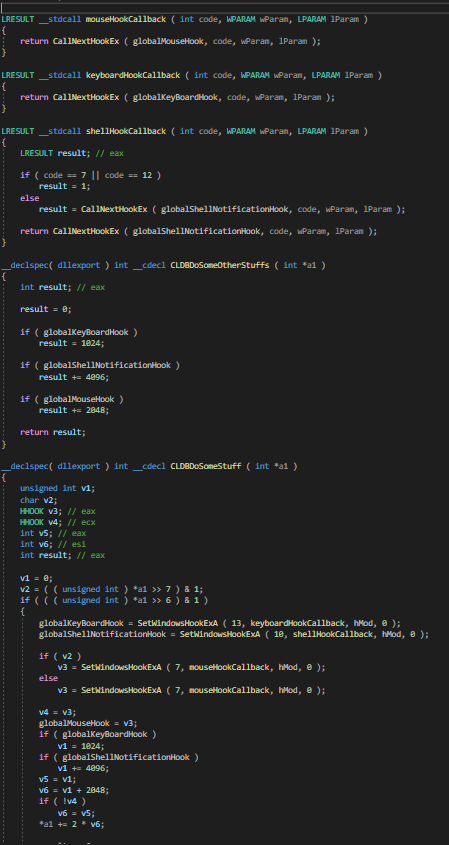 LRESULT __stdcall mouseHookCallback ( int code, WPARAM wParam, LPARAM lParam )
{
    return CallNextHookEx ( globalMouseHook, code, wParam, lParam );
}

LRESULT __stdcall keyboardHookCallback ( int code, WPARAM wParam, LPARAM lParam )
{
    return CallNextHookEx ( globalKeyBoardHook, code, wParam, lParam );
}

LRESULT __stdcall shellHookCallback ( int code, WPARAM wParam, LPARAM lParam )
{
    LRESULT result; // eax

    if ( code == 7 || code == 12 )
        result = 1;
    else
        result = CallNextHookEx ( globalShellNotificationHook, code, wParam, lParam );

    return CallNextHookEx ( globalShellNotificationHook, code, wParam, lParam );
}

__declspec( dllexport ) int __cdecl CLDBDoSomeOtherStuffs ( int *a1 )
{
    int result; // eax

    result = 0;

    if ( globalKeyBoardHook )
        result = 1024;

    if ( globalShellNotificationHook )
        result += 4096;

    if ( globalMouseHook )
        result += 2048;

    return result;
}

__declspec( dllexport ) int __cdecl CLDBDoSomeStuff ( int *a1 )
{
    unsigned int v1;
    char v2;
    HHOOK v3; // eax
    HHOOK v4; // ecx
    int v5; // eax
    int v6; // esi
    int result; // eax

    v1 = 0;
    v2 = ( ( unsigned int ) *a1 >> 7 ) & 1;
    if ( ( ( unsigned int ) *a1 >> 6 ) & 1 )
    {
        globalKeyBoardHook = SetWindowsHookExA ( 13, keyboardHookCallback, hMod, 0 );
        globalShellNotificationHook = SetWindowsHookExA ( 10, shellHookCallback, hMod, 0 );

        if ( v2 )
            v3 = SetWindowsHookExA ( 7, mouseHookCallback, hMod, 0 );
        else
            v3 = SetWindowsHookExA ( 7, mouseHookCallback, hMod, 0 );

        v4 = v3;
        globalMouseHook = v3;
        if ( globalKeyBoardHook )
            v1 = 1024;
        if ( globalShellNotificationHook )
            v1 += 4096;
        v5 = v1;
        v6 = v1 + 2048;
        if ( !v4 )
            v6 = v5;
        *a1 += 2 * v6;